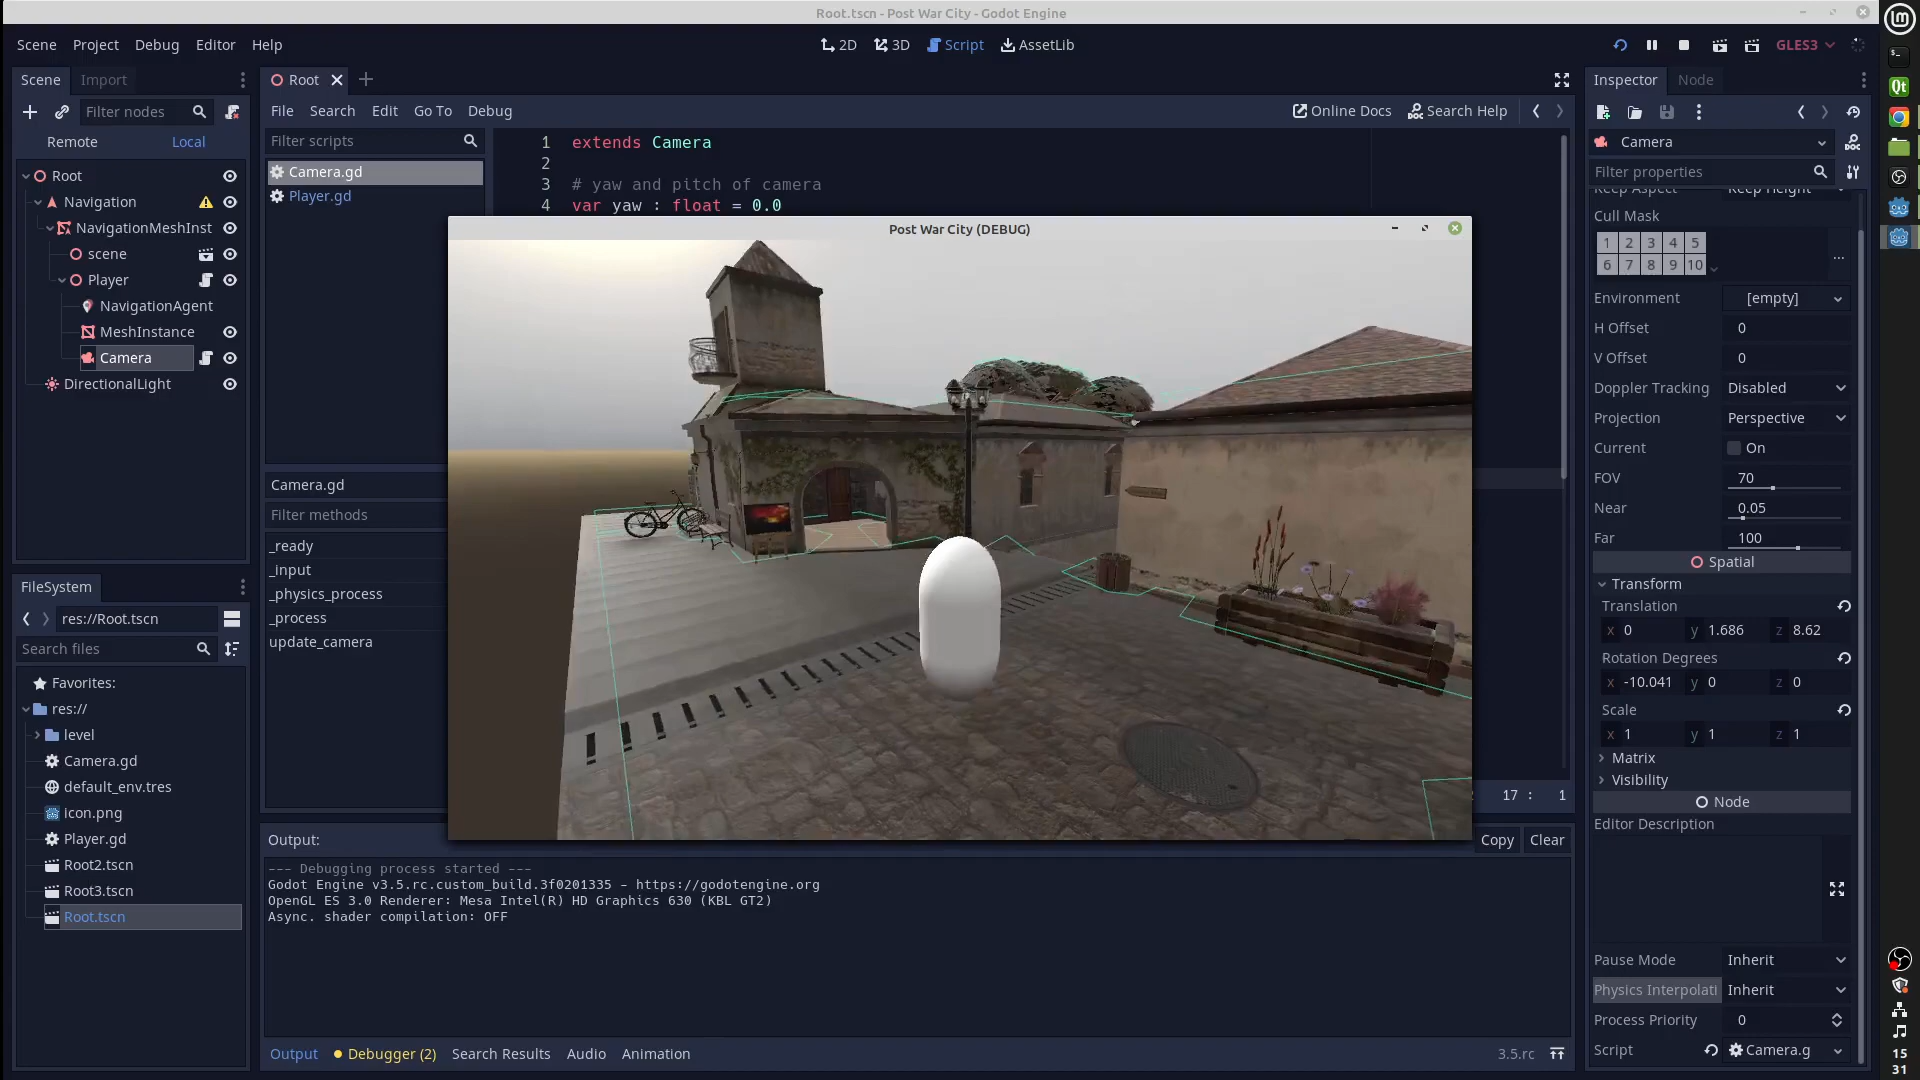 Root.tscn - Post War City - Godot Engine
Scene Project Debug Editor Help
2D 3D Script AssetLib
GLES3
Scene Import
Filter nodes
Remote Local
Root
Navigation
NavigationMeshInst
scene
Player
NavigationAgent
MeshInstance
Camera
DirectionalLight
FileSystem
res://Root.tscn
Search files
Favorites:
res://
level
Camera.gd
default_env.tres
icon.png
Player.gd
Root2.tscn
Root3.tscn
Root.tscn
Root
File Search Edit Go To Debug
Online Docs Search Help
Filter scripts
Camera.gd
Player.gd
Camera.gd
Filter methods
_ready
_input
_physics_process
_process
update_camera
1 extends Camera
2
3 # yaw and pitch of camera
4 var yaw : float = 0.0
Post War City (DEBUG)
17 : 1
Output:
Copy Clear
--- Debugging process started ---
Godot Engine v3.5.rc.custom_build.3f0201335 - https://godotengine.org
OpenGL ES 3.0 Renderer: Mesa Intel(R) HD Graphics 630 (KBL GT2)
Async. shader compilation: OFF
Output Debugger (2) Search Results Audio Animation
3.5.rc
Inspector Node
Camera
Filter properties
Keep Aspect Keep Height
Cull Mask
1 2 3 4 5
6 7 8 9 10
...
Environment [empty]
H Offset 0
V Offset 0
Doppler Tracking Disabled
Projection Perspective
Current On
FOV 70
Near 0.05
Far 100
Spatial
Transform
Translation
x 0 y 1.686 z 8.62
Rotation Degrees
x -10.041 y 0 z 0
Scale
x 1 y 1 z 1
Matrix
Visibility
Node
Editor Description
Pause Mode Inherit
Physics Interpolati Inherit
Process Priority 0
Script Camera.g
Qt
15
31